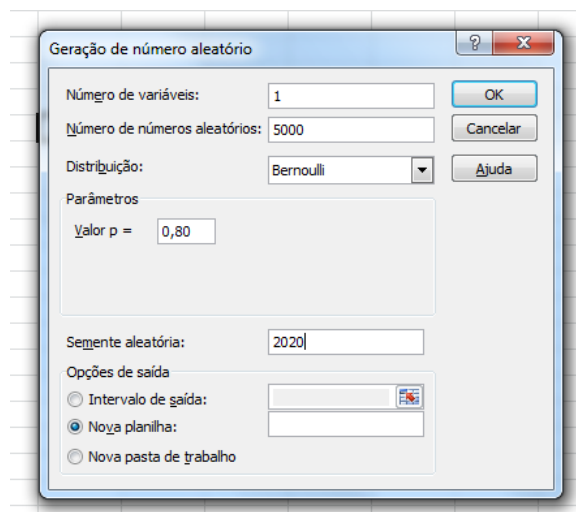 Geração de número aleatório
Número de variáveis: 1
OK
Número de números aleatórios: 5000
Cancelar
Distribuição: Bernoulli
Ajuda
Parâmetros
Valor p = 0,80
Semente aleatória: 2020
Opções de saída
Intervalo de saída:
Nova planilha:
Nova pasta de trabalho